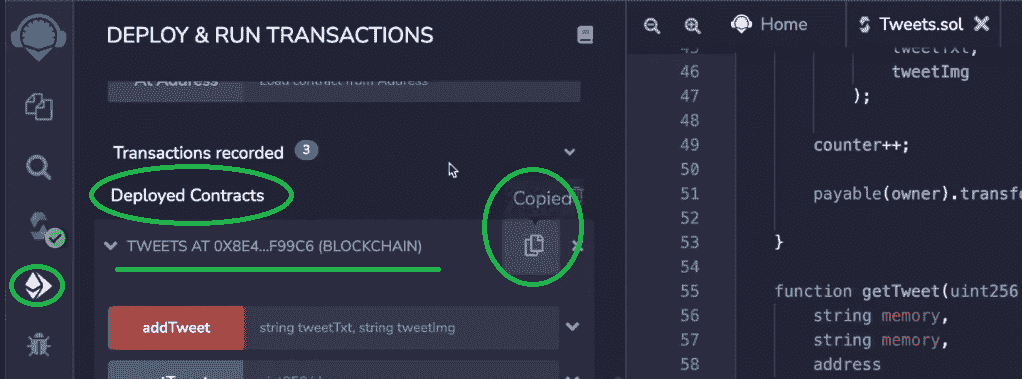 DEPLOY & RUN TRANSACTIONS
At Address Load contract from Address
Transactions recorded 3
Deployed Contracts
Copied
TWEETS AT 0X8E4...F99C6 (BLOCKCHAIN)
addTweet string tweetTxt, string tweetImg
Home Tweets.sol
45 tweetTxt,
46 tweetImg
47 );
48
49 counter++;
50
51 payable(owner).transfe
52
53 }
54
55 function getTweet(uint256
56 string memory,
57 string memory,
58 address